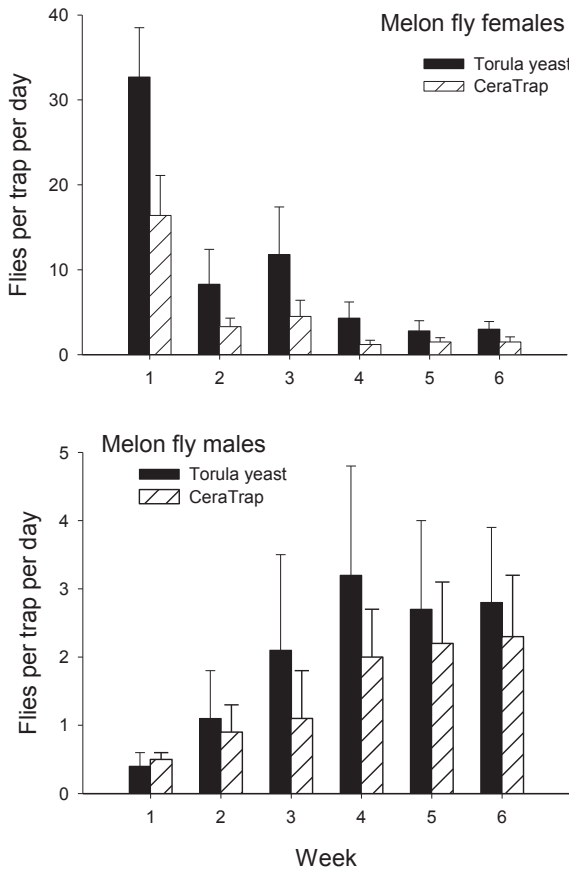 Melon fly females
Torula yeast
CeraTrap
Flies per trap per day
40
30
20
10
0
1 2 3 4 5 6
Melon fly males
Torula yeast
CeraTrap
Flies per trap per day
5
4
3
2
1
0
1 2 3 4 5 6
Week